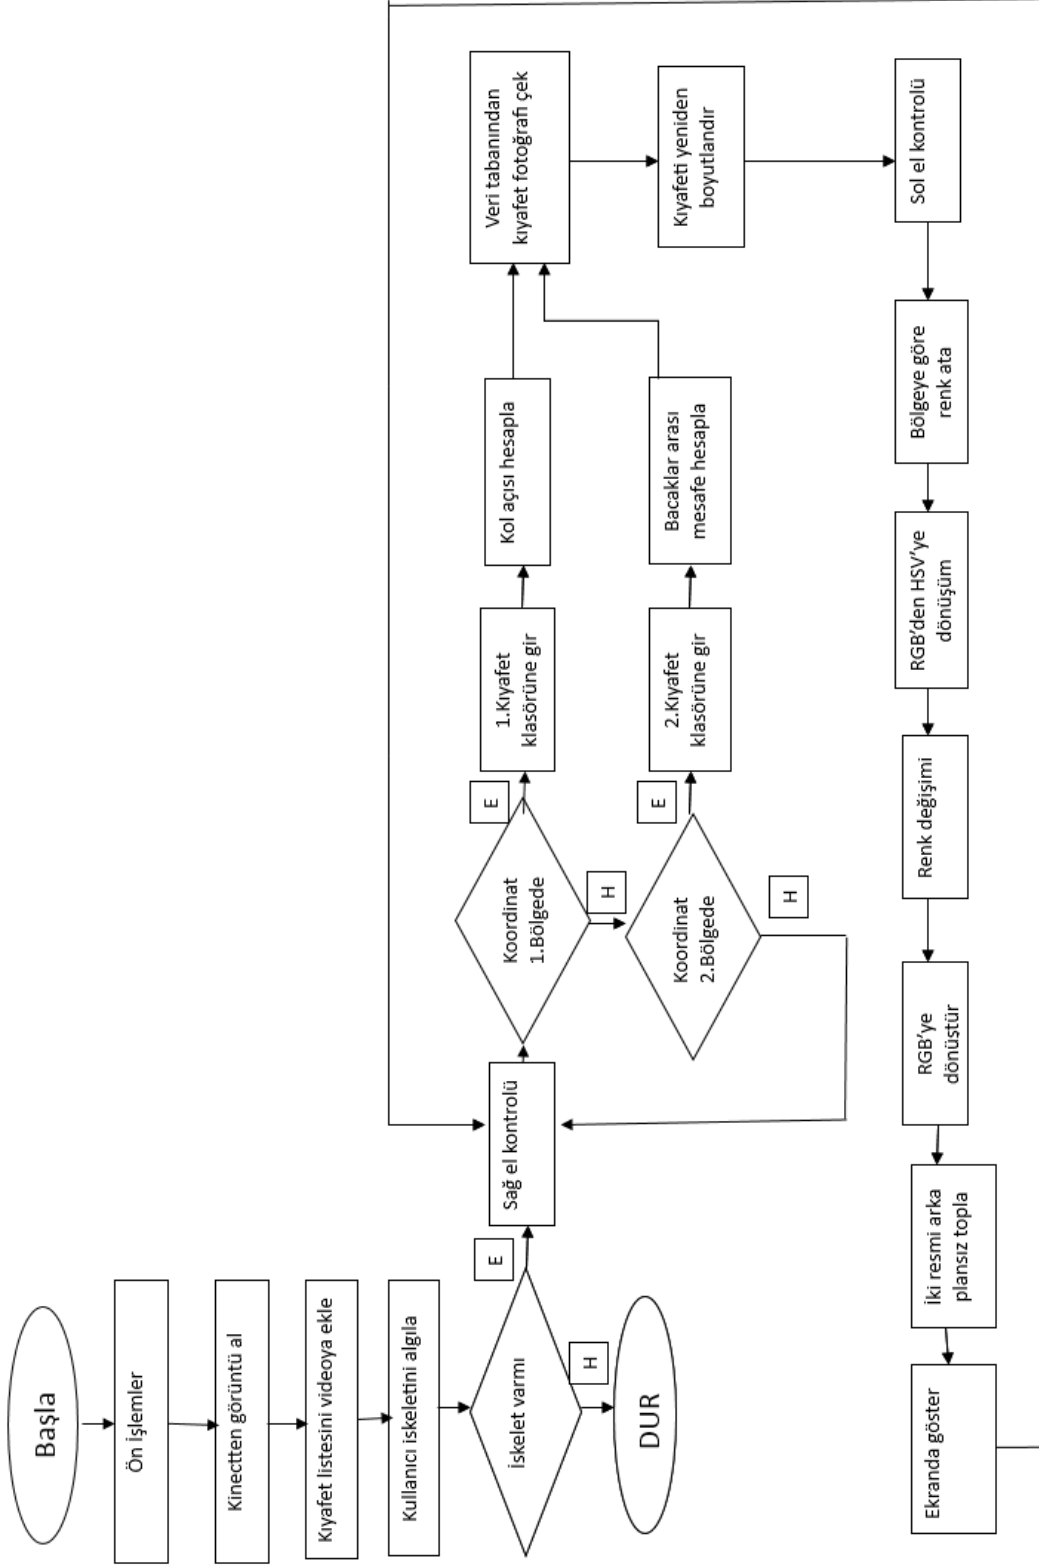 Başla
Ön işlemler
Kinectten görüntü al
Kıyafet listesini videoya ekle
Kullanıcı iskeletini algıla
İskelet varmı
H
DUR
E
Sağ el kontrolü
Koordinat
1.Bölgede
E
1.Kıyafet
klasörüne gir
Kol açısı hesapla
H
Koordinat
2.Bölgede
E
2.Kıyafet
klasörüne gir
Bacaklar arası
mesafe hesapla
H
Veri tabanından
kıyafet fotoğrafı çek
Kıyafeti yeniden
boyutlandır
Sol el kontrolü
Bölgeye göre
renk ata
RGB'den HSV'ye
dönüşüm
Renk değişimi
RGB'ye
dönüstür
İki resmi arka
plansız topla
Ekranda göster